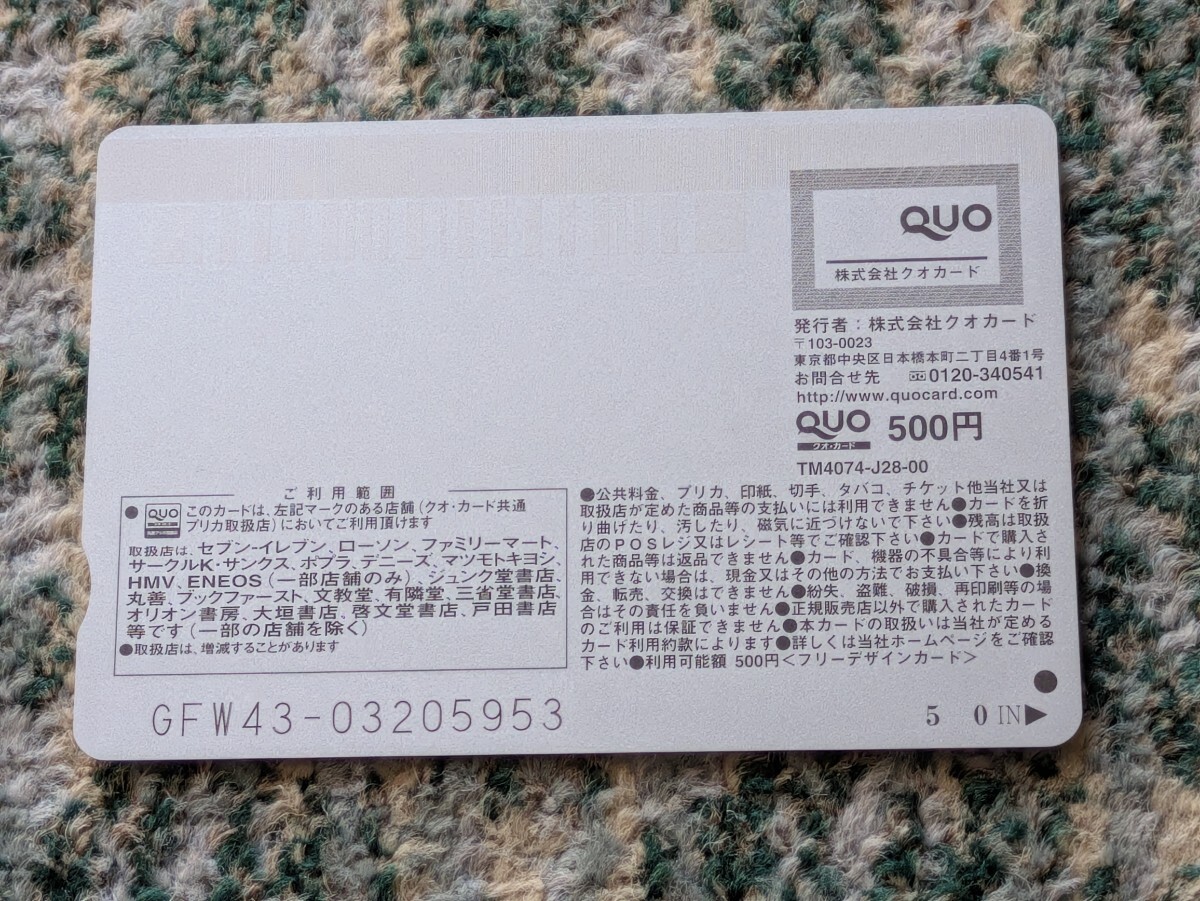 QUO
株式会社クオカード
発行者：株式会社クオカード
〒103-0023
東京都中央区日本橋本町二丁目4番1号
お問合せ先 0120-340541
http://www.quocard.com
QUO 500円
クオ・カード
TM4074-J28-00
ご利用範囲
●QUO このカードは、左記マークのある店舗（クオ・カード共通
プリカ取扱店）においてご利用頂けます
取扱店は、セブン-イレブン、ローソン、ファミリーマート、
サークルK・サンクス、ポプラ、デニーズ、マツモトキヨシ、
HMV、ENEOS（一部店舗のみ）、ジュンク堂書店、
丸善、ブックファースト、文教堂、有隣堂、三省堂書店、
オリオン書房、大垣書店、啓文堂書店、戸田書店
等です（一部の店舗を除く）
●取扱店は、増減することがあります
●公共料金、プリカ、印紙、切手、タバコ、チケット他当社又は
取扱店が定めた商品等の支払いには利用できません●カードを折
り曲げたり、汚したり、磁気に近づけないで下さい●残高は取扱
店のPOSレジ又はレシート等でご確認下さい●カードで購入さ
れた商品等は返品できません●カード、機器の不具合等により利
用できない場合は、現金又はその他の方法でお支払い下さい●換
金、転売、交換はできません●紛失、盗難、破損、再印刷等の場
合はその責任を負いません●正規販売店以外で購入されたカード
のご利用は保証できません●本カードの取扱いは当社が定める
カード利用約款によります●詳しくは当社ホームページをご確認
下さい●利用可能額 500円＜フリーデザインカード＞
GFW43-03205953
5 0 IN▶